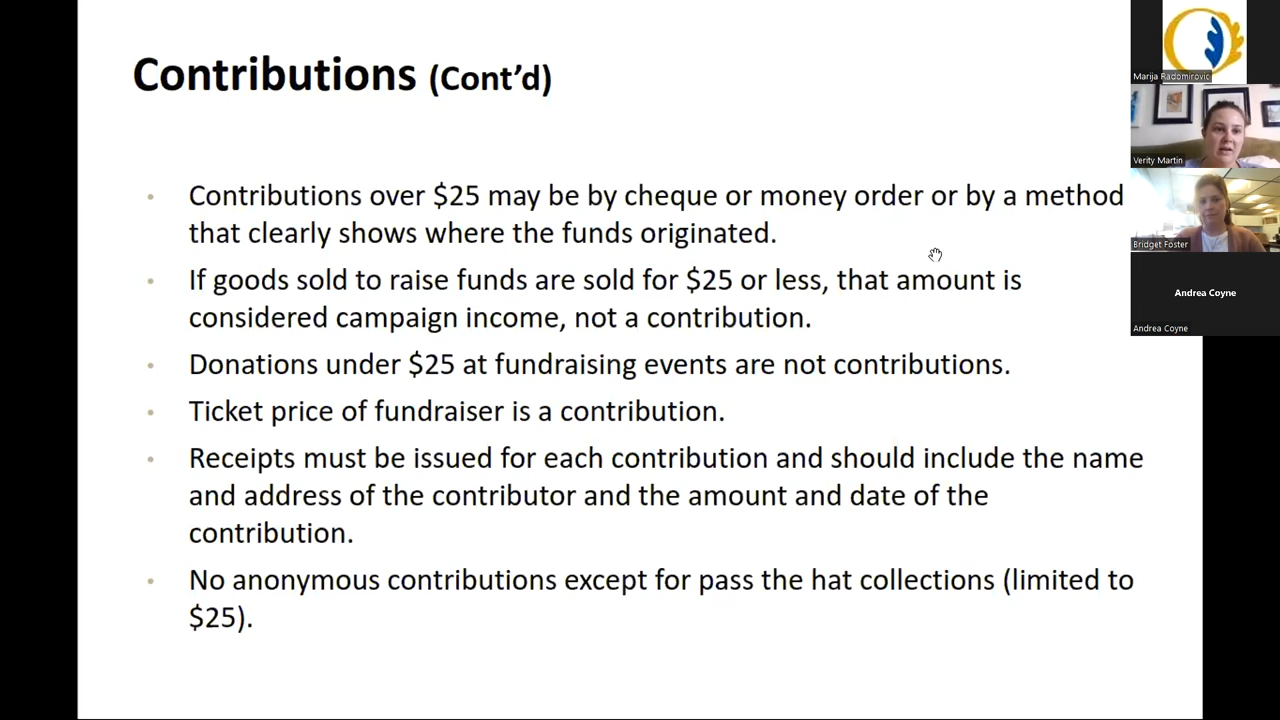 Contributions (Cont’d)
• Contributions over $25 may be by cheque or money order or by a method
that clearly shows where the funds originated.
• If goods sold to raise funds are sold for $25 or less, that amount is
considered campaign income, not a contribution.
• Donations under $25 at fundraising events are not contributions.
• Ticket price of fundraiser is a contribution.
• Receipts must be issued for each contribution and should include the name
and address of the contributor and the amount and date of the
contribution.
• No anonymous contributions except for pass the hat collections (limited to
$25).
Marija Radomirovic
Verity Martin
Bridget Foster
Andrea Coyne
Andrea Coyne